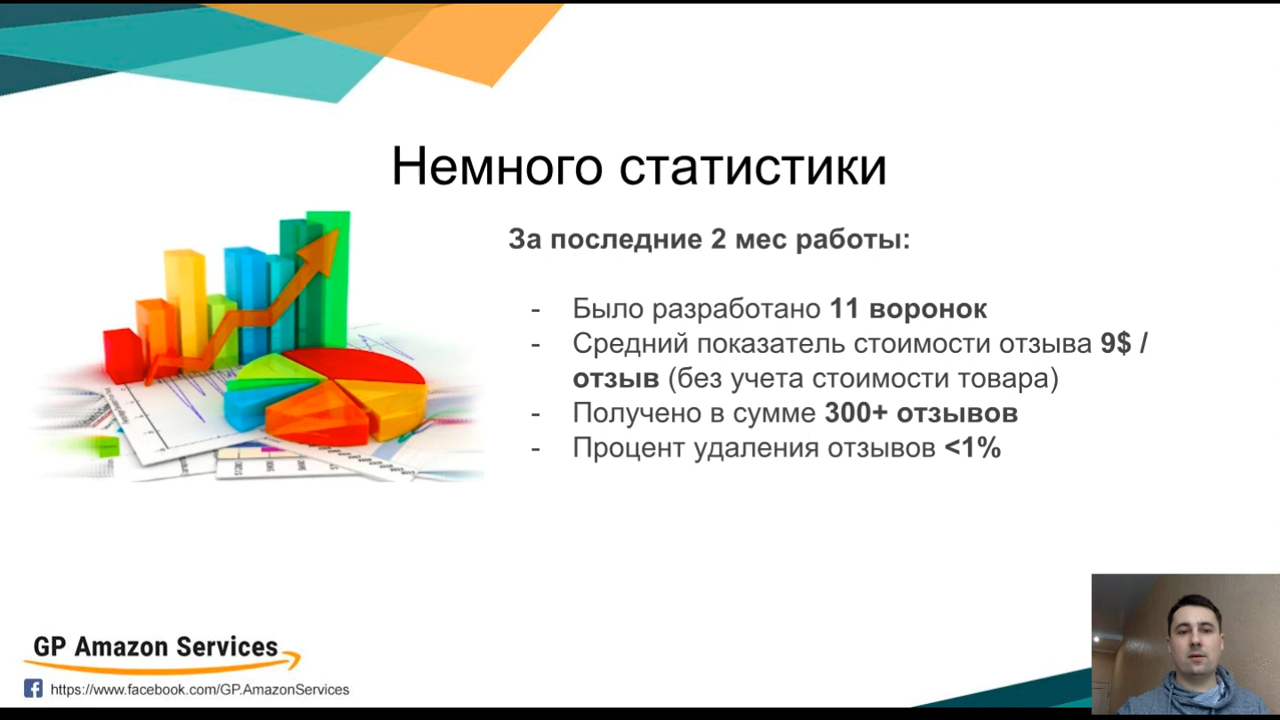 Немного статистики
За последние 2 мес работы:
- Было разработано 11 воронок
- Средний показатель стоимости отзыва 9$ /
отзыв (без учета стоимости товара)
- Получено в сумме 300+ отзывов
- Процент удаления отзывов <1%
GP Amazon Services
https://www.facebook.com/GP.AmazonServices